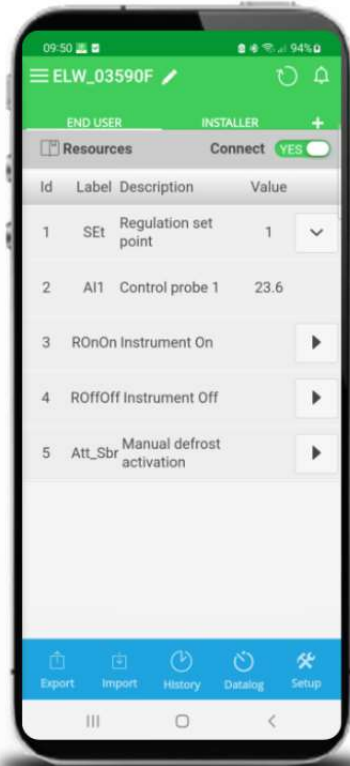 09:50 94%
ELW_03590F
END USER INSTALLER +
Resources Connect YES
Id Label Description Value
1 SEt Regulation set point 1
2 AI1 Control probe 1 23.6
3 ROnOn Instrument On
4 ROffOff Instrument Off
5 Att_Sbr Manual defrost activation
Export Import History Datalog Setup